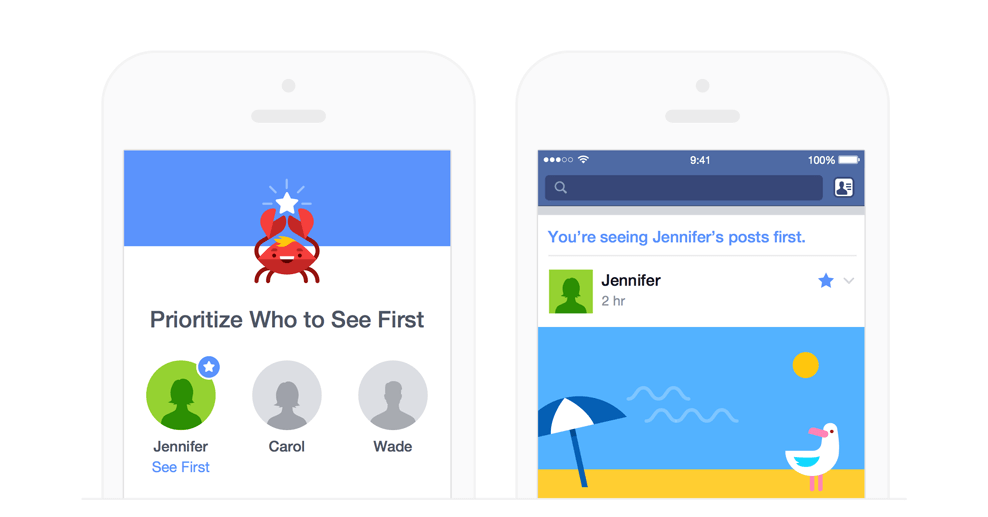 Prioritize Who to See First
Jennifer
See First
Carol
Wade
9:41
100%
You're seeing Jennifer's posts first.
Jennifer
2 hr